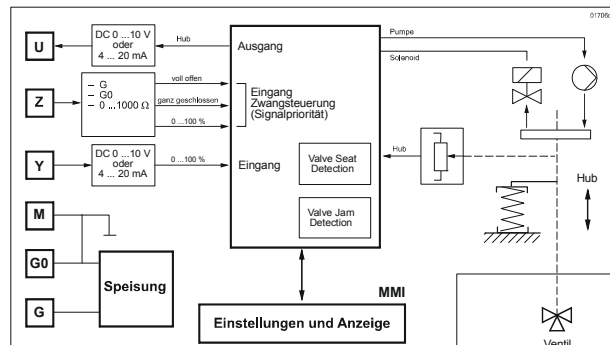 01706
U
DC 0 ...10 V
oder
4 ... 20 mA
Hub
Ausgang
Pumpe
Solenoid
Z
– G
– G0
– 0 ...1000 Ω
voll offen
ganz geschlossen
0 ...100 %
Eingang
Zwangsteuerung
(Signalpriorität)
Y
DC 0 ...10 V
oder
4 ... 20 mA
0 ...100 %
Eingang
Valve Seat
Detection
Valve Jam
Detection
Hub
Hub
M
G0
G
Speisung
MMI
Einstellungen und Anzeige
Ventil